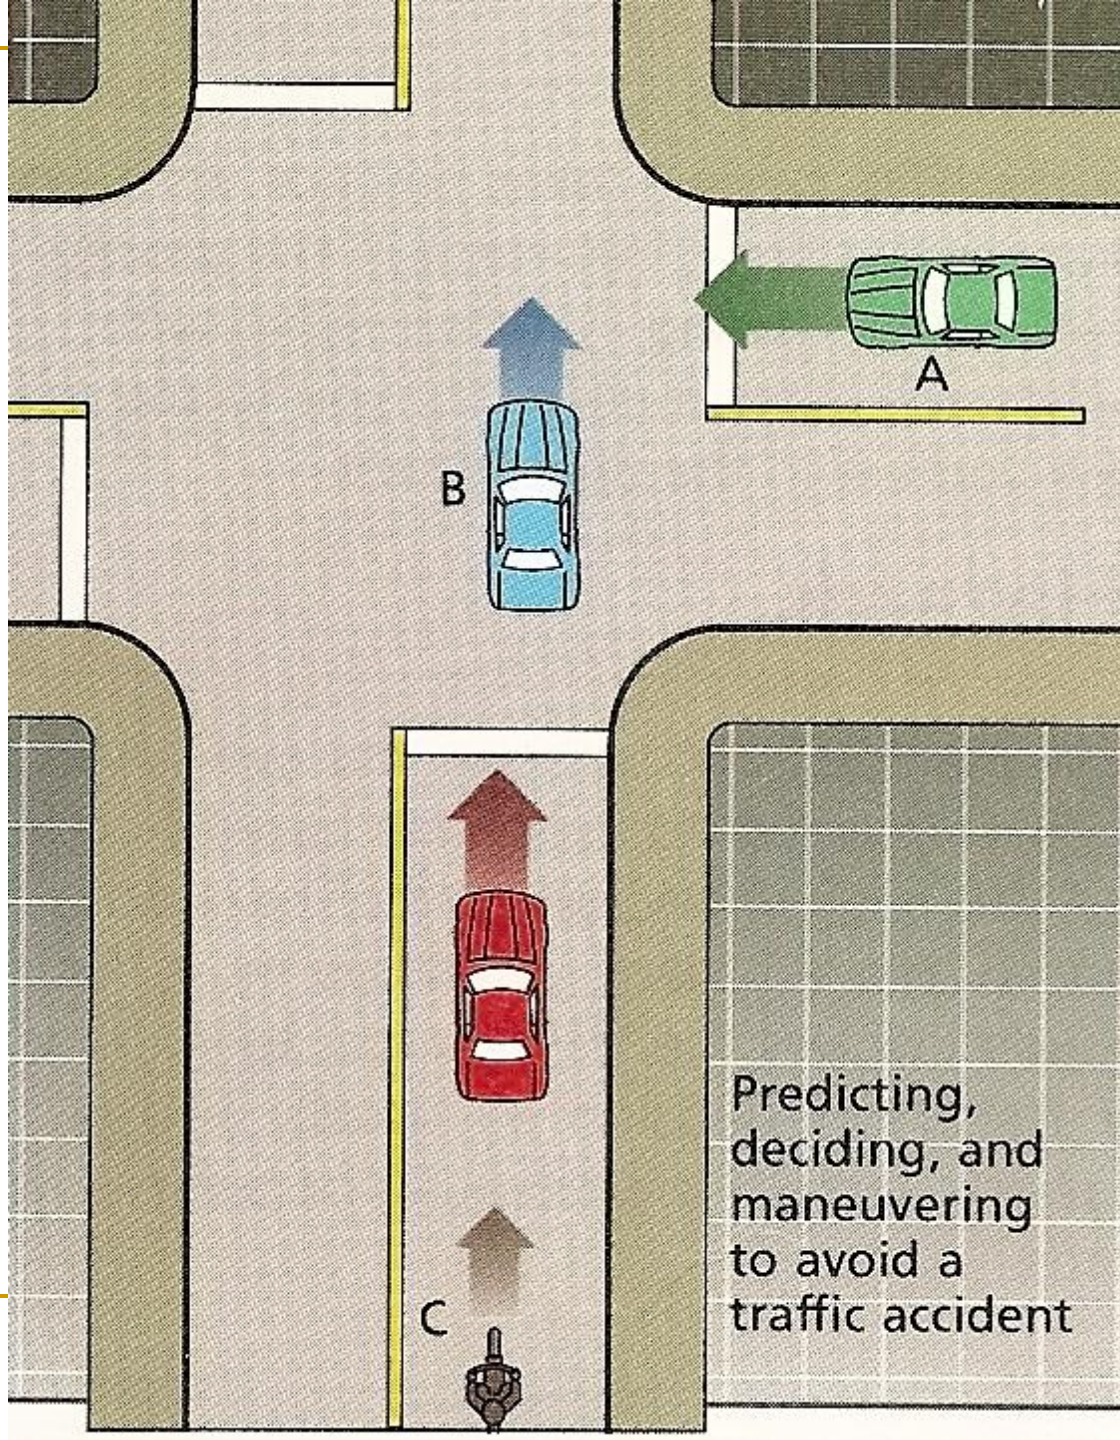 A
B
C
Predicting,
deciding, and
maneuvering
to avoid a
traffic accident